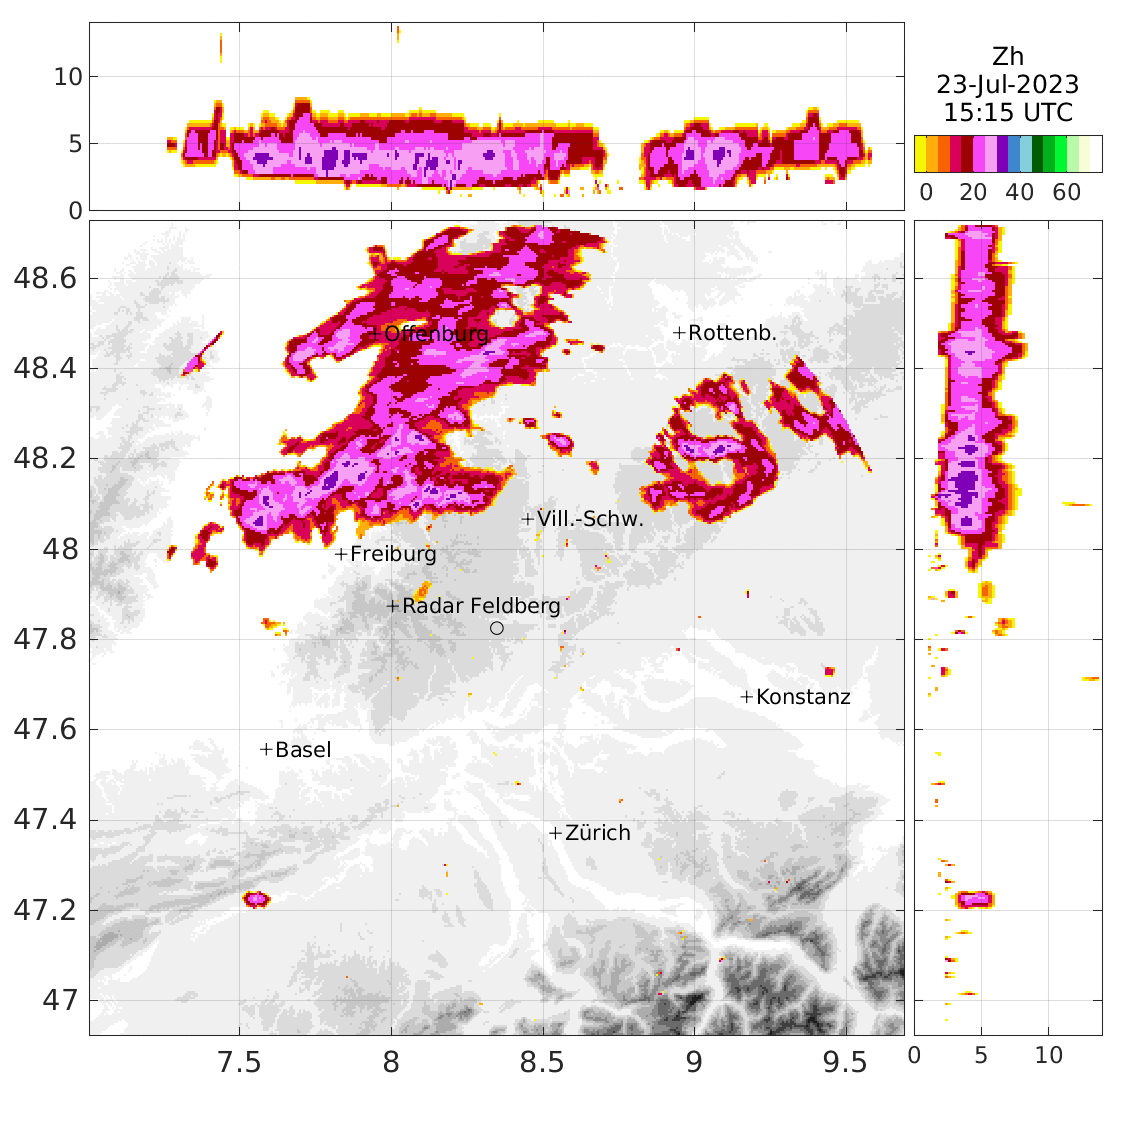 10
5
0
Zh
23-Jul-2023
15:15 UTC
0 20 40 60
48.6
48.4
48.2
48
47.8
47.6
47.4
47.2
47
Offenburg
Rottenb.
Vill.-Schw.
Freiburg
Radar Feldberg
Konstanz
Basel
Zürich
7.5 8 8.5 9 9.5
0 5 10